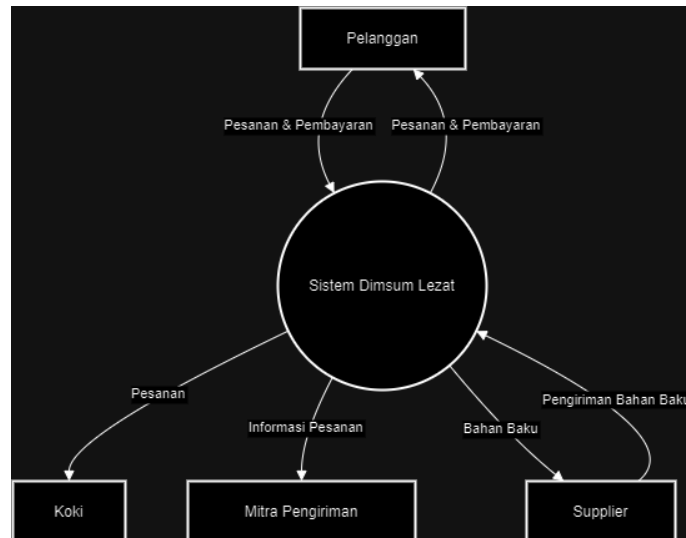 Pelanggan
Pesanan & Pembayaran
Pesanan & Pembayaran
Sistem Dimsum Lezat
Pesanan
Pengiriman Bahan Baku
Informasi Pesanan
Bahan Baku
Koki
Mitra Pengiriman
Supplier